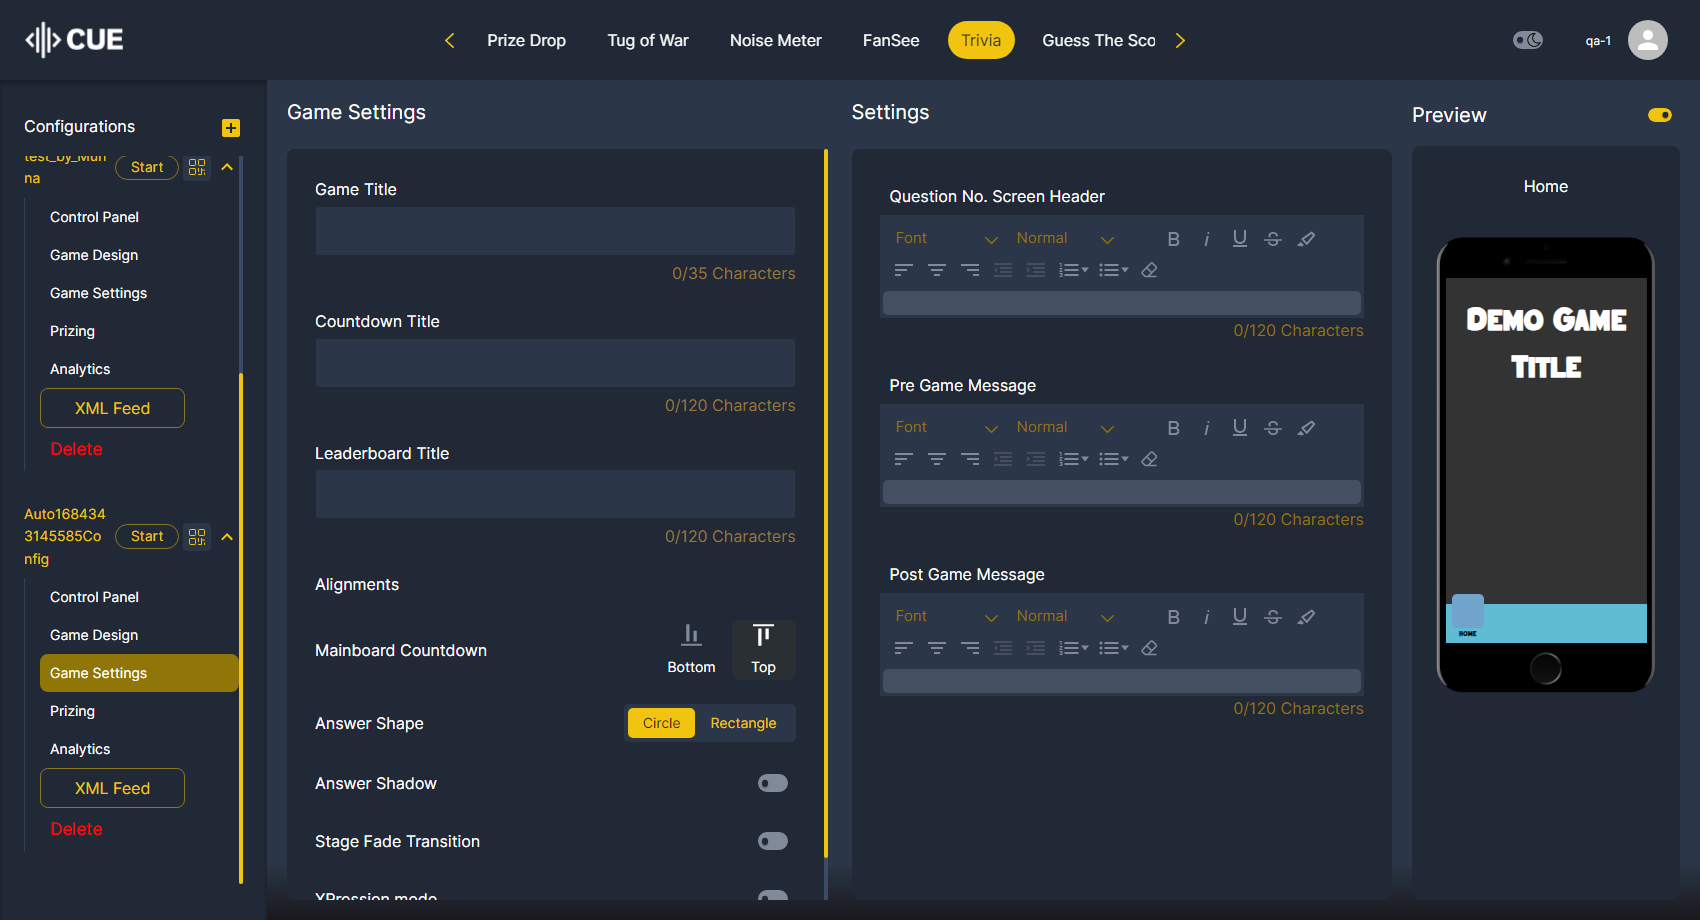 CUE
Prize Drop
Tug of War
Noise Meter
FanSee
Trivia
Guess The Sco
qa-1
Configurations
test_by_Mun
na
Start
Control Panel
Game Design
Game Settings
Prizing
Analytics
XML Feed
Delete
Auto168434
3145585Co
nfig
Start
Control Panel
Game Design
Game Settings
Prizing
Analytics
XML Feed
Delete
Game Settings
Game Title
0/35 Characters
Countdown Title
0/120 Characters
Leaderboard Title
0/120 Characters
Alignments
Mainboard Countdown
Bottom
Top
Answer Shape
Circle
Rectangle
Answer Shadow
Stage Fade Transition
XPression mode
Settings
Question No. Screen Header
Font
Normal
0/120 Characters
Pre Game Message
Font
Normal
0/120 Characters
Post Game Message
Font
Normal
0/120 Characters
Preview
Home
Demo Game
Title
HOME